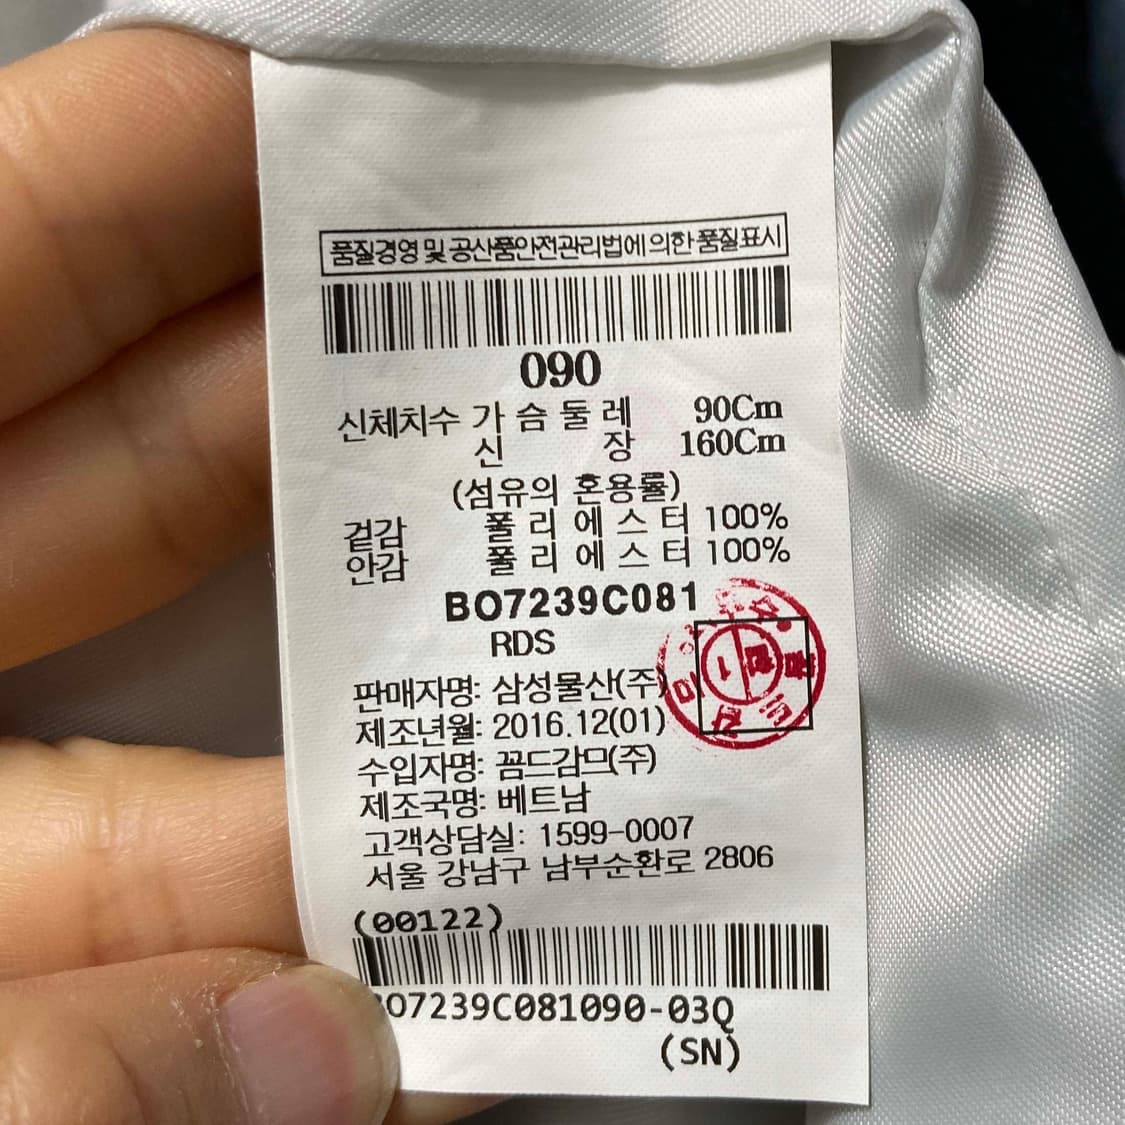 품질경영 및 공산품안전관리법에 의한 품질표시
090
신체치수 가 슴 둘 레 90Cm
신 장 160Cm
(섬유의 혼용률)
겉감 폴 리 에 스 터 100%
안감 폴 리 에 스 터 100%
BO7239C081
RDS
판매자명: 삼성물산(주)
제조년월: 2016.12(01)
수입자명: 꼼드감므(주)
제조국명: 베트남
고객상담실: 1599-0007
서울 강남구 남부순환로 2806
(00122)
BO7239C081090-03Q
(SN)